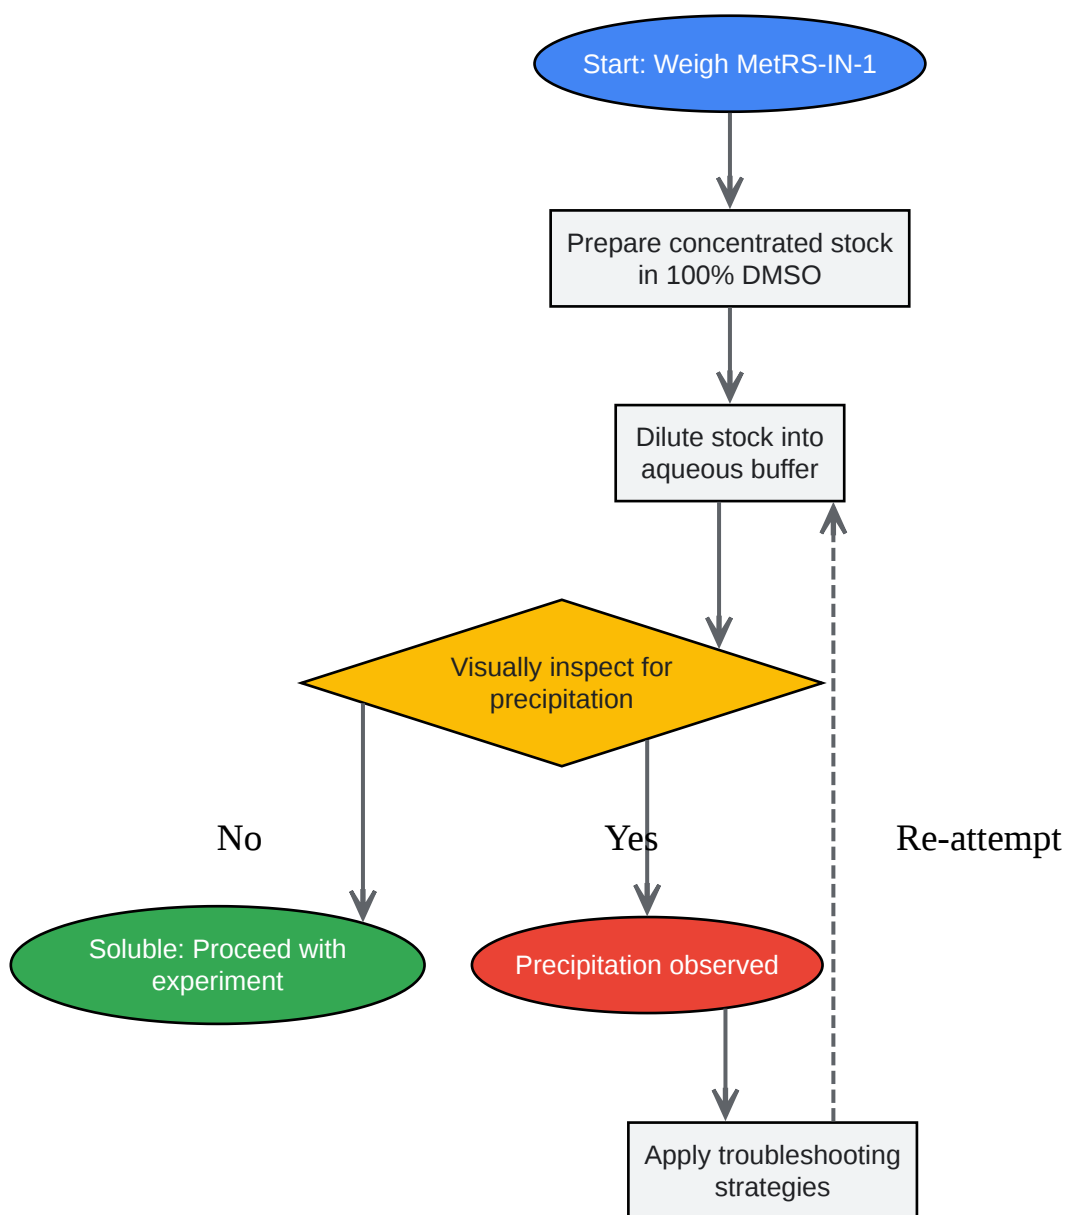 Start: Weigh MetRS-IN-1
Prepare concentrated stock
in 100% DMSO
Dilute stock into
aqueous buffer
Visually inspect for
precipitation
No
Yes
Re-attempt
Soluble: Proceed with
experiment
Precipitation observed
Apply troubleshooting
strategies